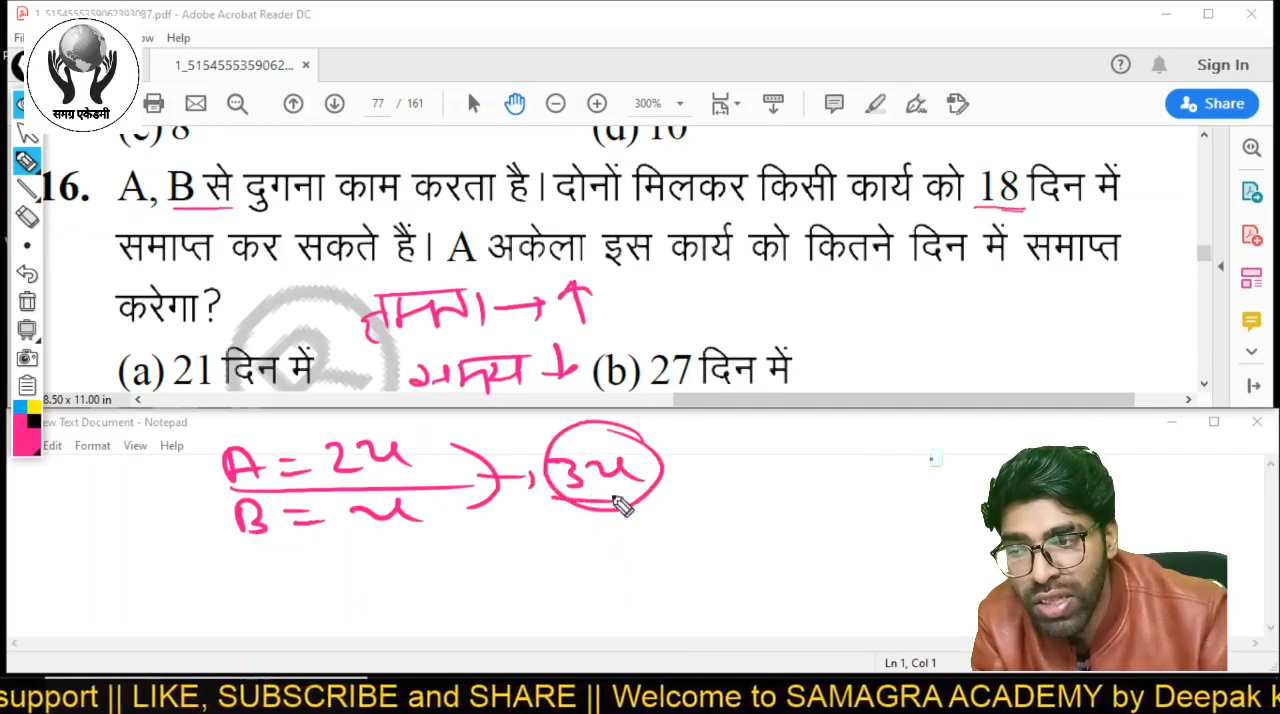 1_5154555359062393087.pdf - Adobe Acrobat Reader DC
Help
1_5154555359062... ×
Sign In
समग्र एकेडमी
77 / 161
300%
Share
(c) 8 (d) 10
16. A, B से दुगना काम करता है। दोनों मिलकर किसी कार्य को 18 दिन में
समाप्त कर सकते हैं। A अकेला इस कार्य को कितने दिन में समाप्त
करेगा?
समय
(a) 21 दिन में (b) 27 दिन में
8.50 x 11.00 in
ew Text Document - Notepad
Edit Format View Help
A = 2x
3x
B = x
Ln 1, Col 1
support || LIKE, SUBSCRIBE and SHARE || Welcome to SAMAGRA ACADEMY by Deepak K